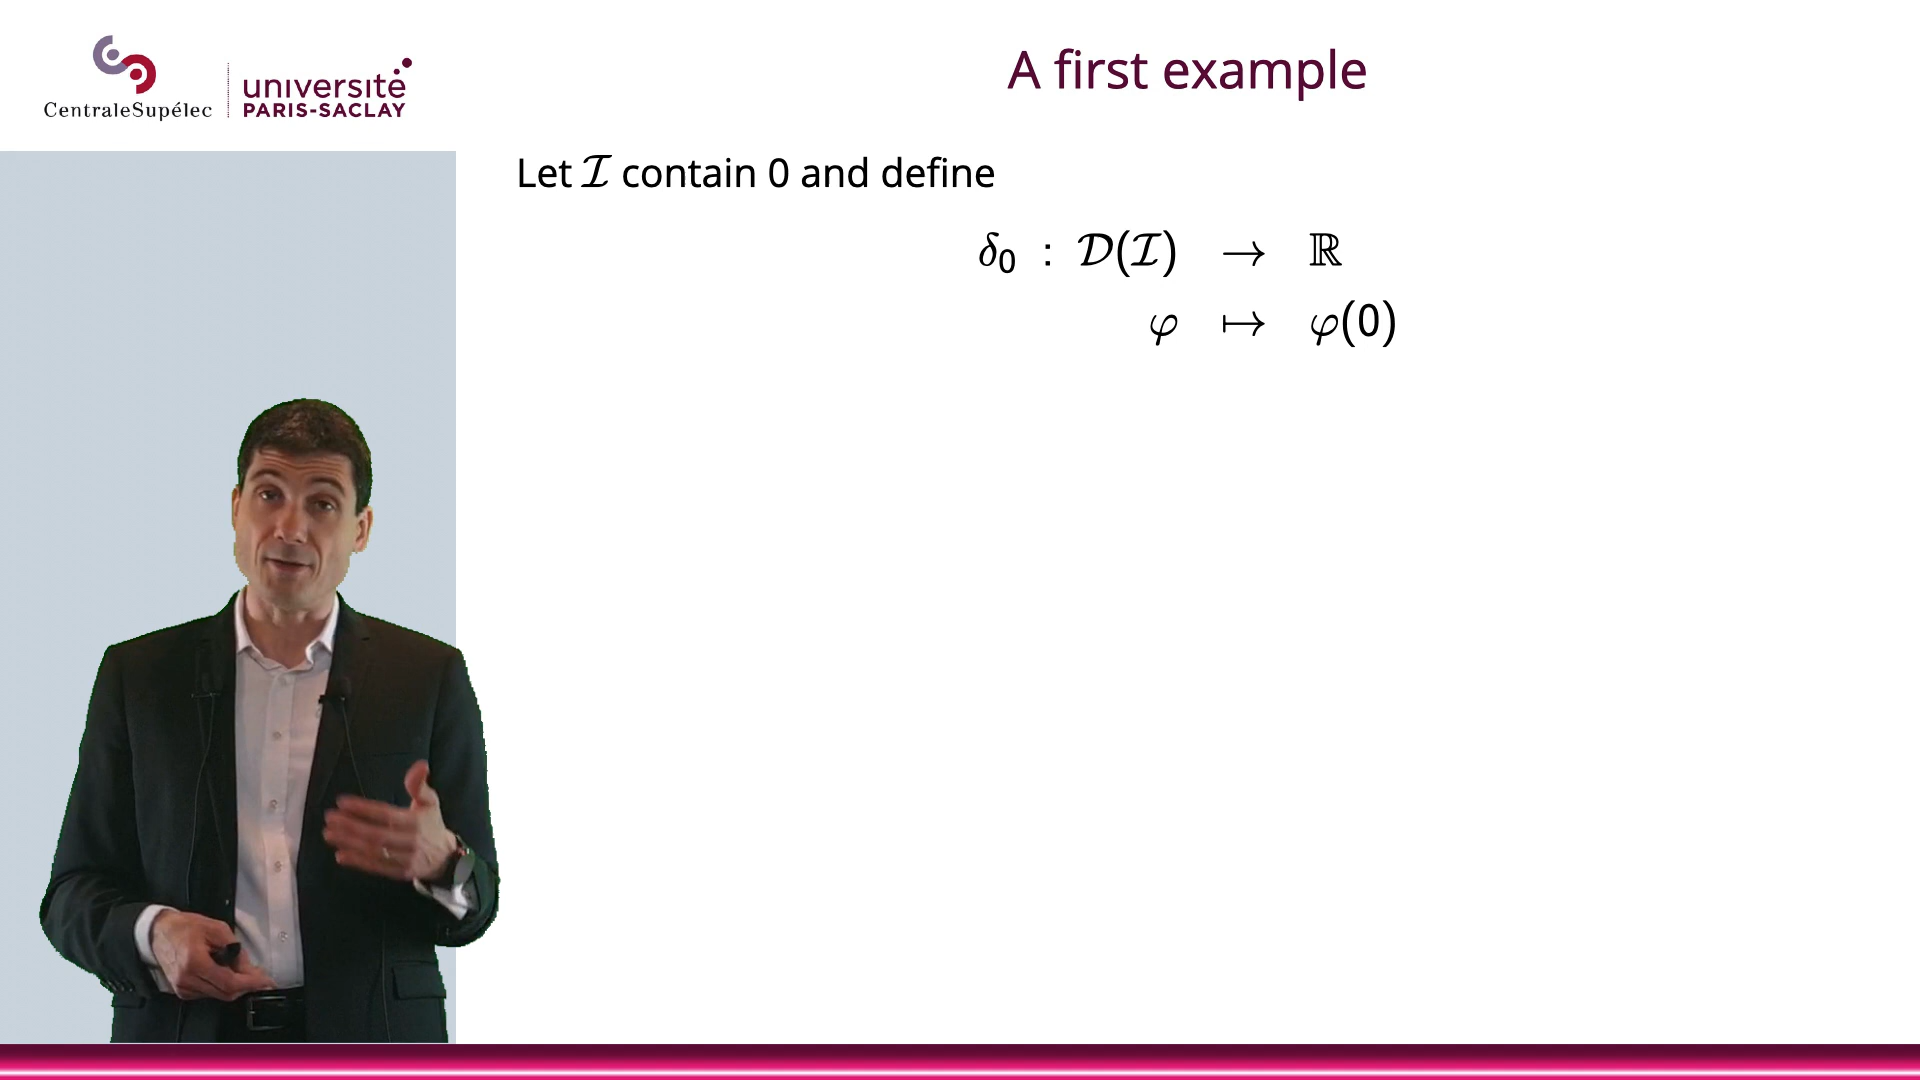 A first example
CentraleSupélec
université
PARIS-SACLAY
Let ℐ contain 0 and define
δ₀ : 𝒟(ℐ) → ℝ
φ ↦ φ(0)